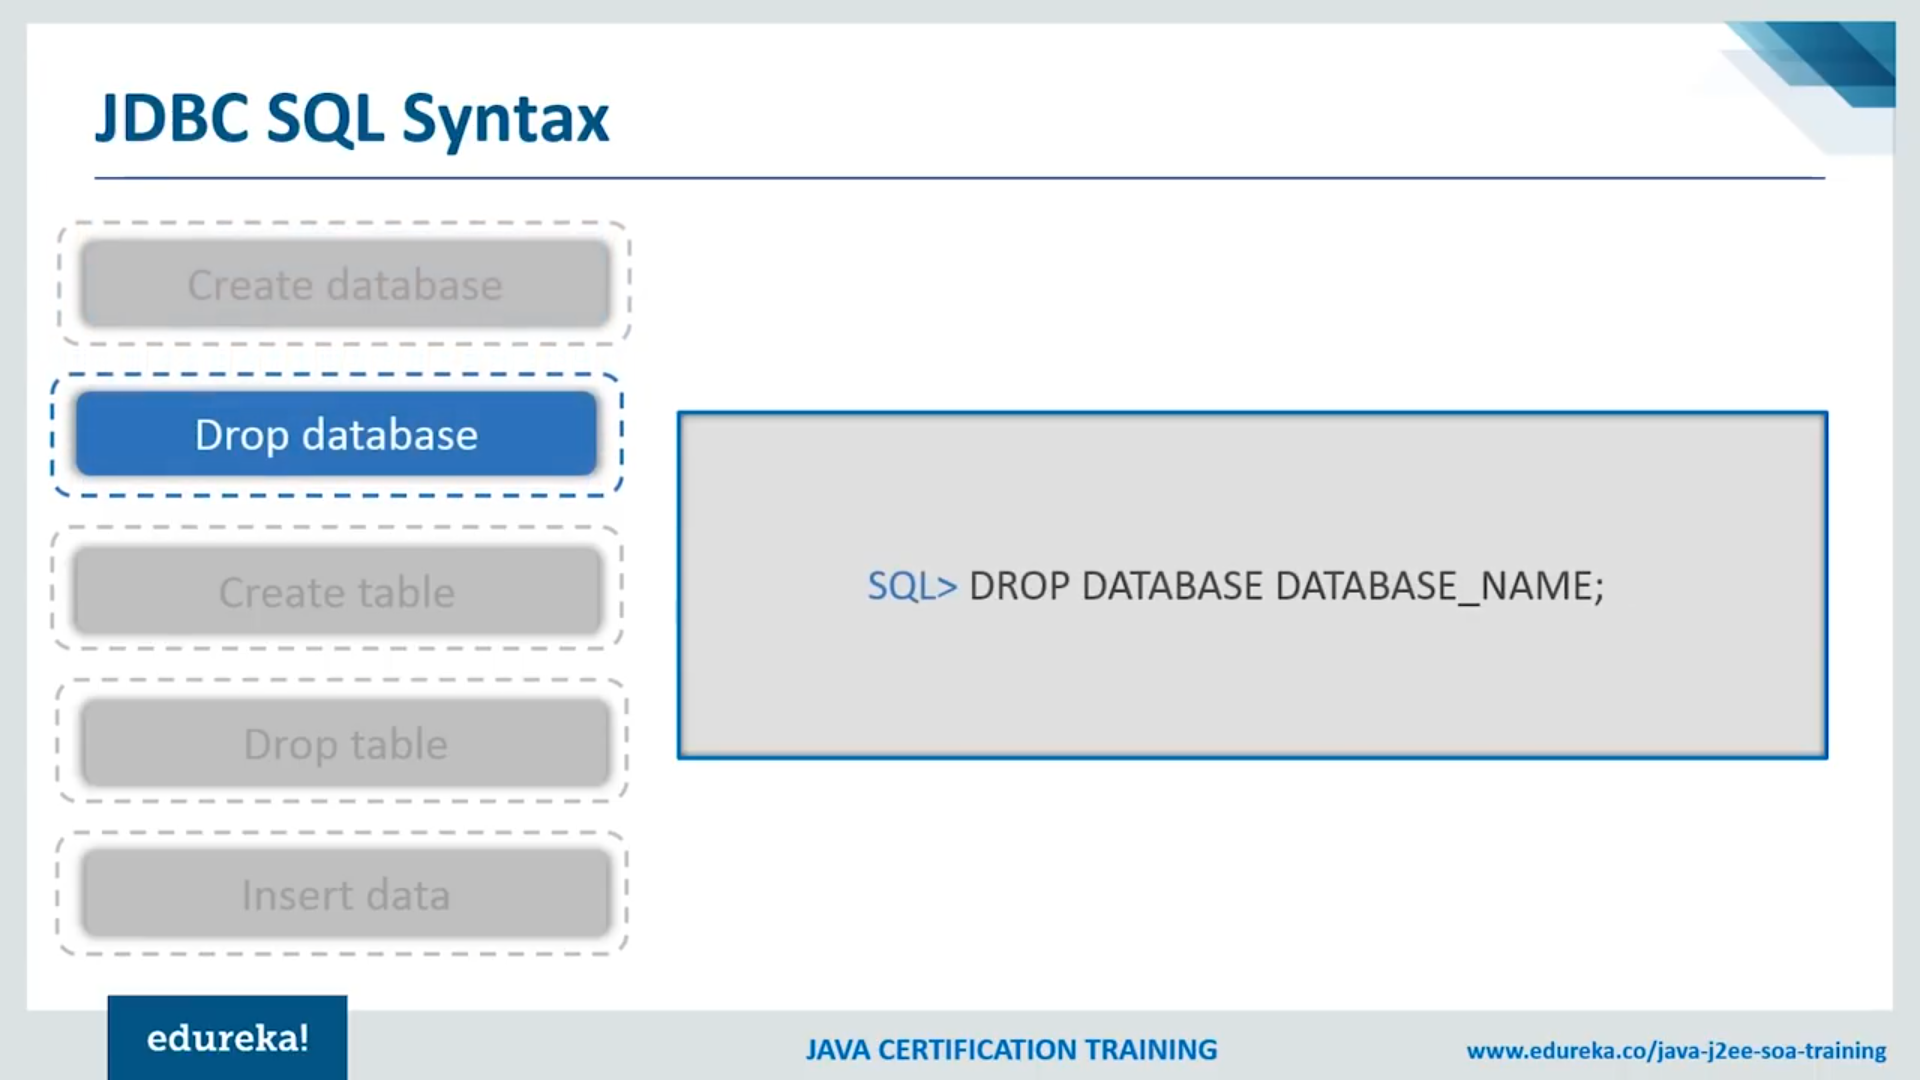 JDBC SQL Syntax
Create database
Drop database
Create table
Drop table
Insert data
SQL> DROP DATABASE DATABASE_NAME;
edureka!
JAVA CERTIFICATION TRAINING
www.edureka.co/java-j2ee-soa-training